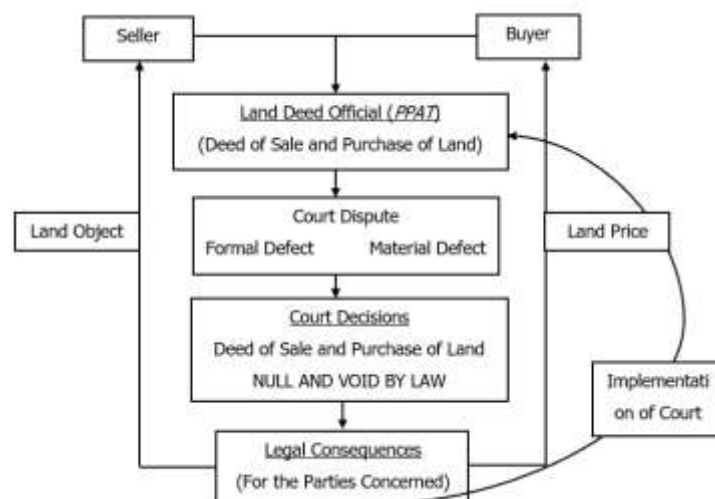 Seller
Buyer
Land Deed Official (PPAT)
(Deed of Sale and Purchase of Land)
Court Dispute
Formal Defect Material Defect
Land Object
Land Price
Court Decisions
Deed of Sale and Purchase of Land
NULL AND VOID BY LAW
Implementati
on of Court
Legal Consequences
(For the Parties Concerned)